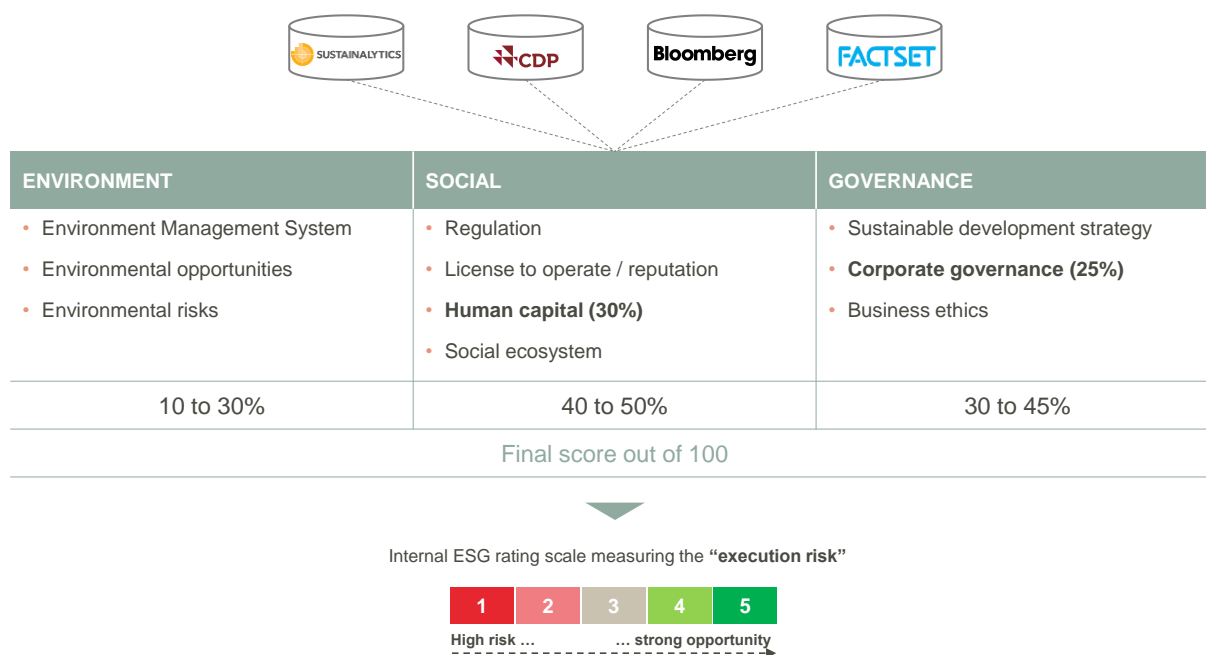 SUSTAINALYTICS
CDP
Bloomberg
FACTSET
ENVIRONMENT
SOCIAL
GOVERNANCE
• Environment Management System
• Environmental opportunities
• Environmental risks
• Regulation
• License to operate / reputation
• Human capital (30%)
• Social ecosystem
• Sustainable development strategy
• Corporate governance (25%)
• Business ethics
10 to 30%
40 to 50%
30 to 45%
Final score out of 100
Internal ESG rating scale measuring the “execution risk”
1 2 3 4 5
High risk … … strong opportunity